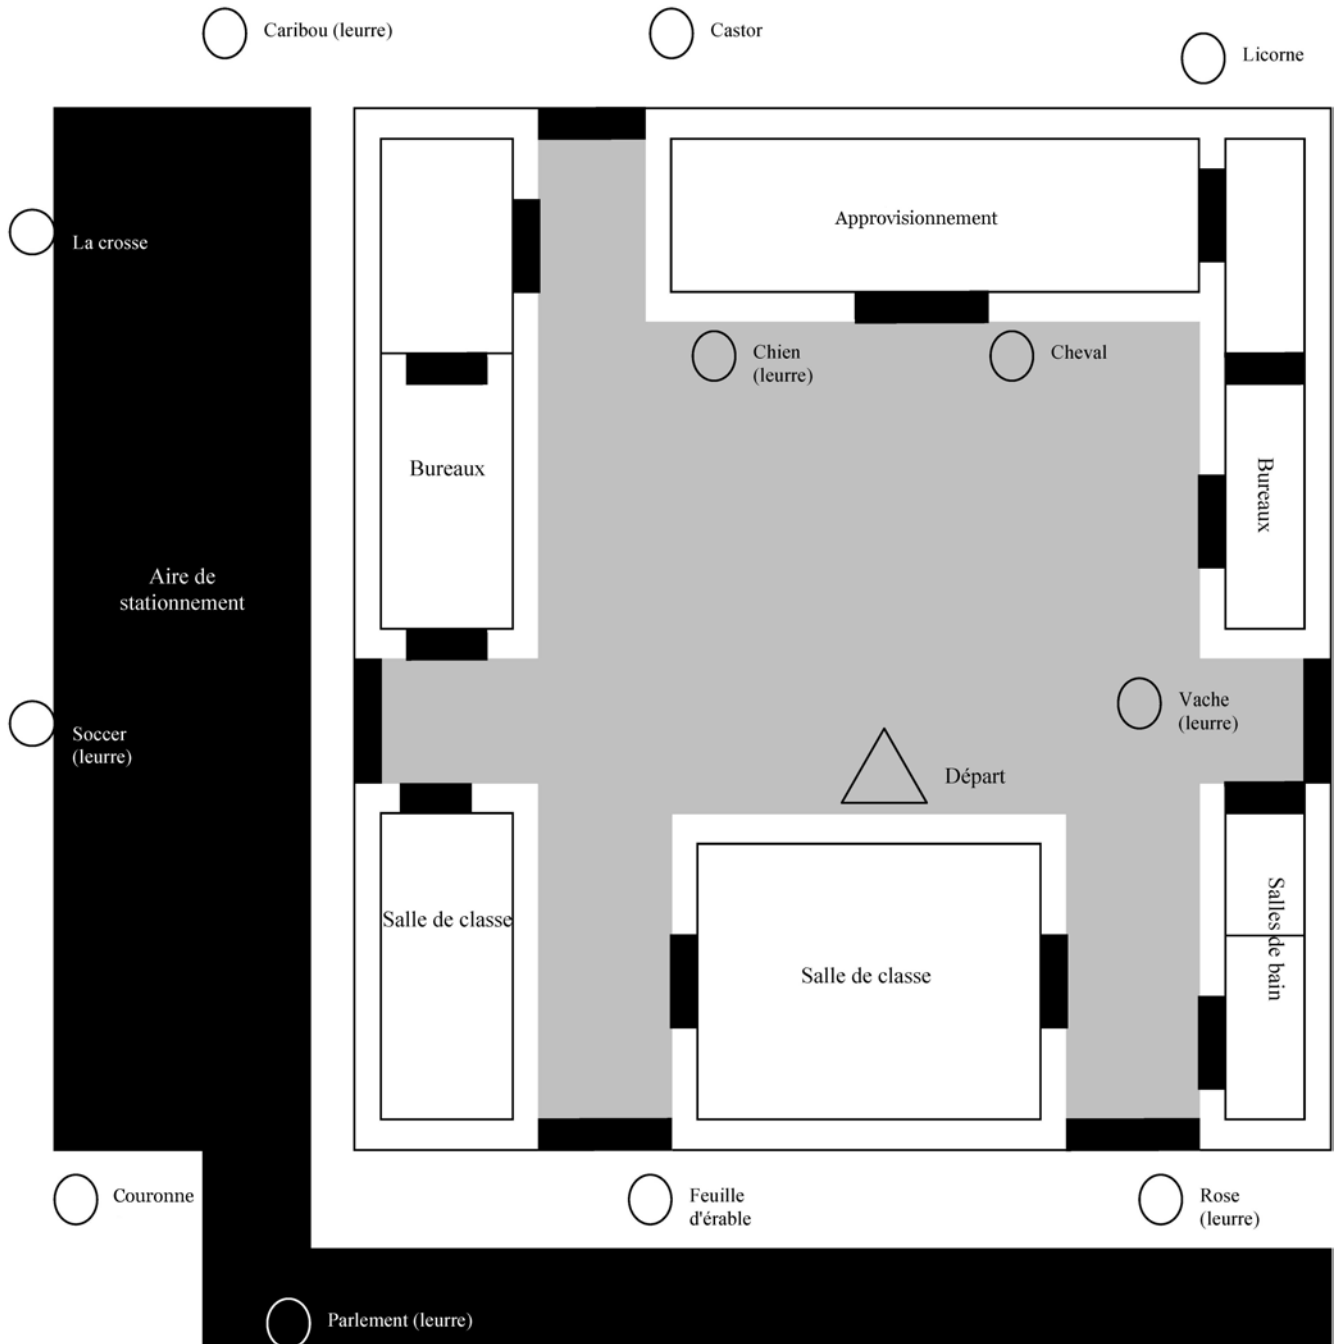 Caribou (leurre)
Castor
Licorne
La crosse
Approvisionnement
Chien
(leurre)
Cheval
Bureaux
Bureaux
Aire de
stationnement
Soccer
(leurre)
Vache
(leurre)
Départ
Salle de classe
Salle de classe
Salles de bain
Couronne
Feuille
d'érable
Rose
(leurre)
Parlement (leurre)